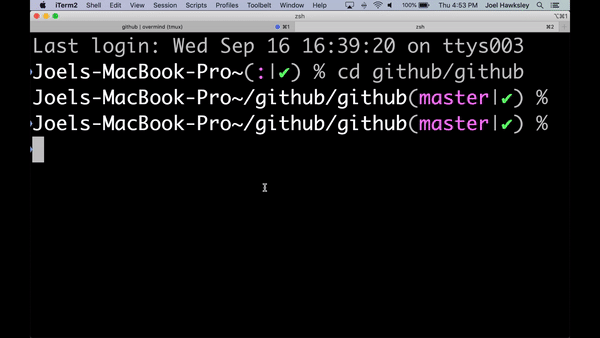 iTerm2 Shell Edit View Session Scripts Profiles Toolbelt Window Help 100% Thu 4:53 PM Joel Hawksley
zsh ⌥⌘1
github | overmind (tmux) ⌘1 zsh ⌘2
Last login: Wed Sep 16 16:39:20 on ttys003
Joels-MacBook-Pro~(:|✔) % cd github/github
Joels-MacBook-Pro~/github/github(master|✔) %
Joels-MacBook-Pro~/github/github(master|✔) %